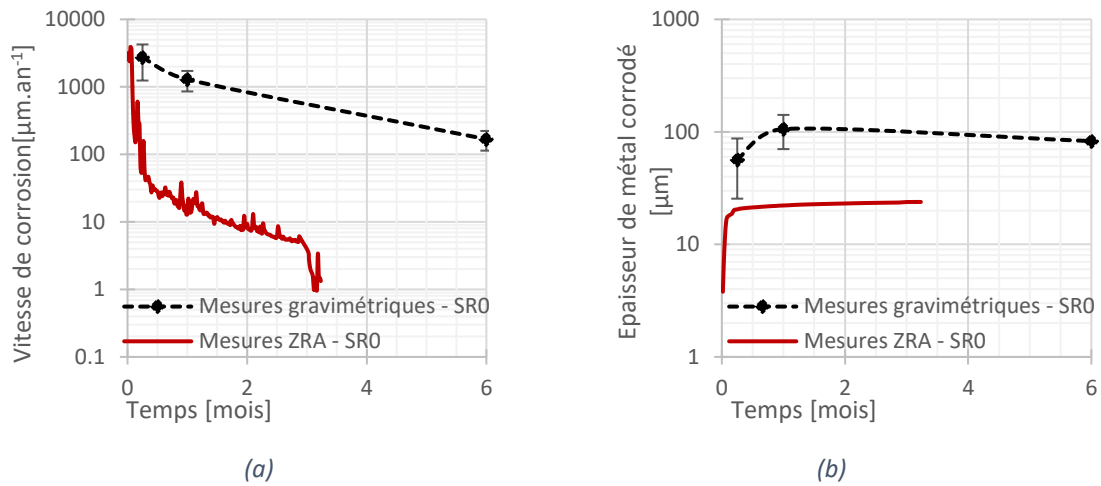 (a)
Vitesse de corrosion[µm.an⁻¹]
10000
1000
100
10
1
0.1
Mesures gravimétriques - SR0
Mesures ZRA - SR0
0 2 4 6
Temps [mois]
(b)
Epaisseur de métal corrodé
[µm]
1000
100
10
1
Mesures gravimétriques - SR0
Mesures ZRA - SR0
0 2 4 6
Temps [mois]